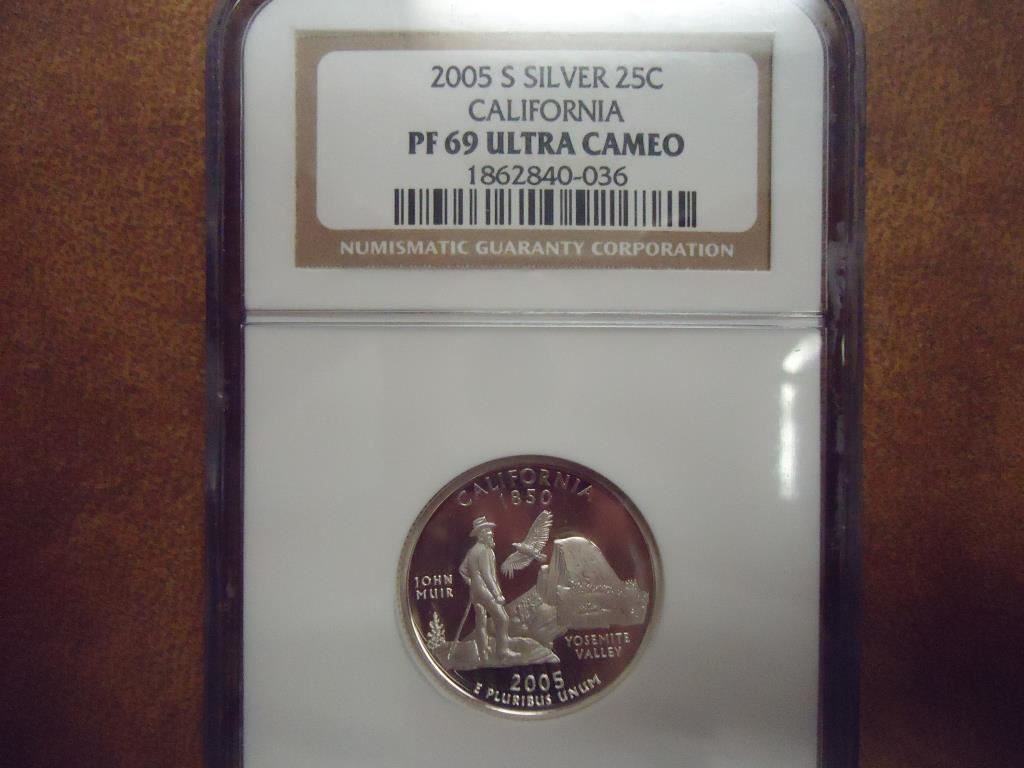 2005 S SILVER 25C
CALIFORNIA
PF 69 ULTRA CAMEO
1862840-036
NUMISMATIC GUARANTY CORPORATION
CALIFORNIA
1850
JOHN
MUIR
YOSEMITE
VALLEY
2005
E PLURIBUS UNUM